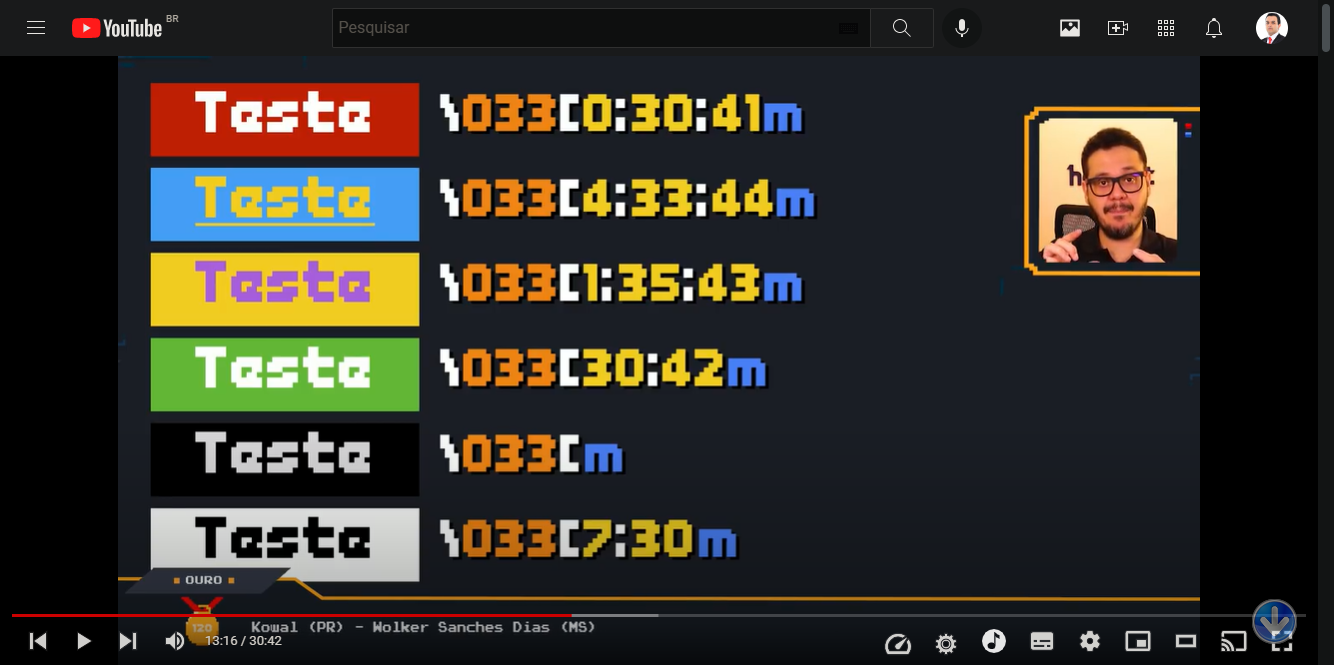 YouTube BR
Pesquisar
Teste \033[0:30:41m
Teste \033[4:33:44m
Teste \033[1:35:43m
Teste \033[30:42m
Teste \033[m
Teste \033[7:30m
OURO
120
Kowal (PR) - Wolker Sanches Dias (MS)
13:16 / 30:42